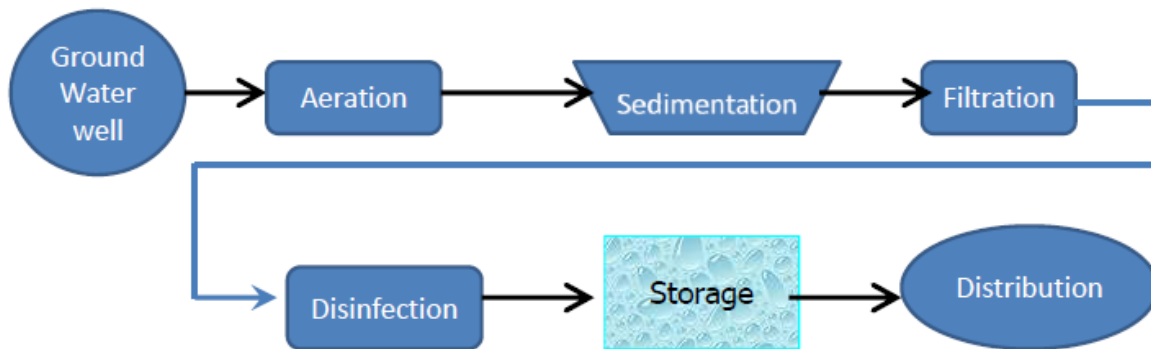 Ground
Water
well
Aeration
Sedimentation
Filtration
Disinfection
Storage
Distribution